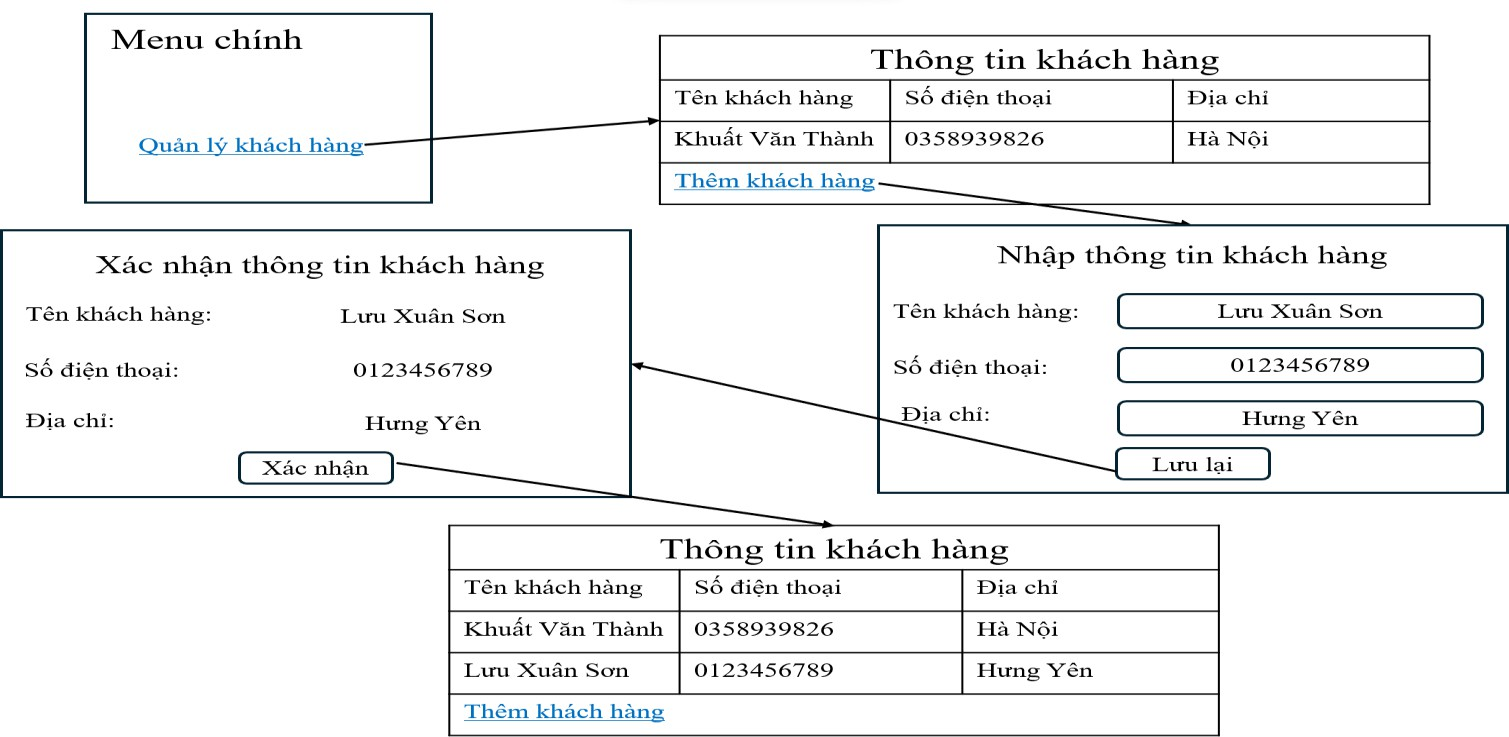 Menu chính
Quản lý khách hàng
Thông tin khách hàng
Tên khách hàng Số điện thoại Địa chỉ
Khuất Văn Thành 0358939826 Hà Nội
Thêm khách hàng
Nhập thông tin khách hàng
Tên khách hàng: Lưu Xuân Sơn
Số điện thoại: 0123456789
Địa chỉ: Hưng Yên
Lưu lại
Xác nhận thông tin khách hàng
Tên khách hàng: Lưu Xuân Sơn
Số điện thoại: 0123456789
Địa chỉ: Hưng Yên
Xác nhận
Thông tin khách hàng
Tên khách hàng Số điện thoại Địa chỉ
Khuất Văn Thành 0358939826 Hà Nội
Lưu Xuân Sơn 0123456789 Hưng Yên
Thêm khách hàng